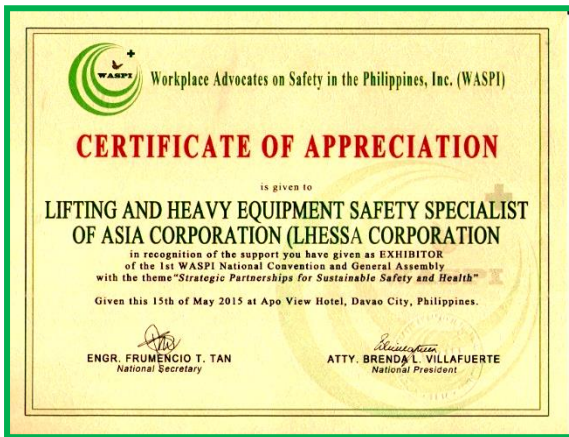 WASPI
Workplace Advocates on Safety in the Philippines, Inc. (WASPI)
CERTIFICATE OF APPRECIATION
is given to
LIFTING AND HEAVY EQUIPMENT SAFETY SPECIALIST
OF ASIA CORPORATION (LHESSA CORPORATION
in recognition of the support you have given as EXHIBITOR
of the 1st WASPI National Convention and General Assembly
with the theme "Strategic Partnerships for Sustainable Safety and Health"
Given this 15th of May 2015 at Apo View Hotel, Davao City, Philippines.
ENGR. FRUMENCIO T. TAN
National Secretary
ATTY. BRENDA L. VILLAFUERTE
National President